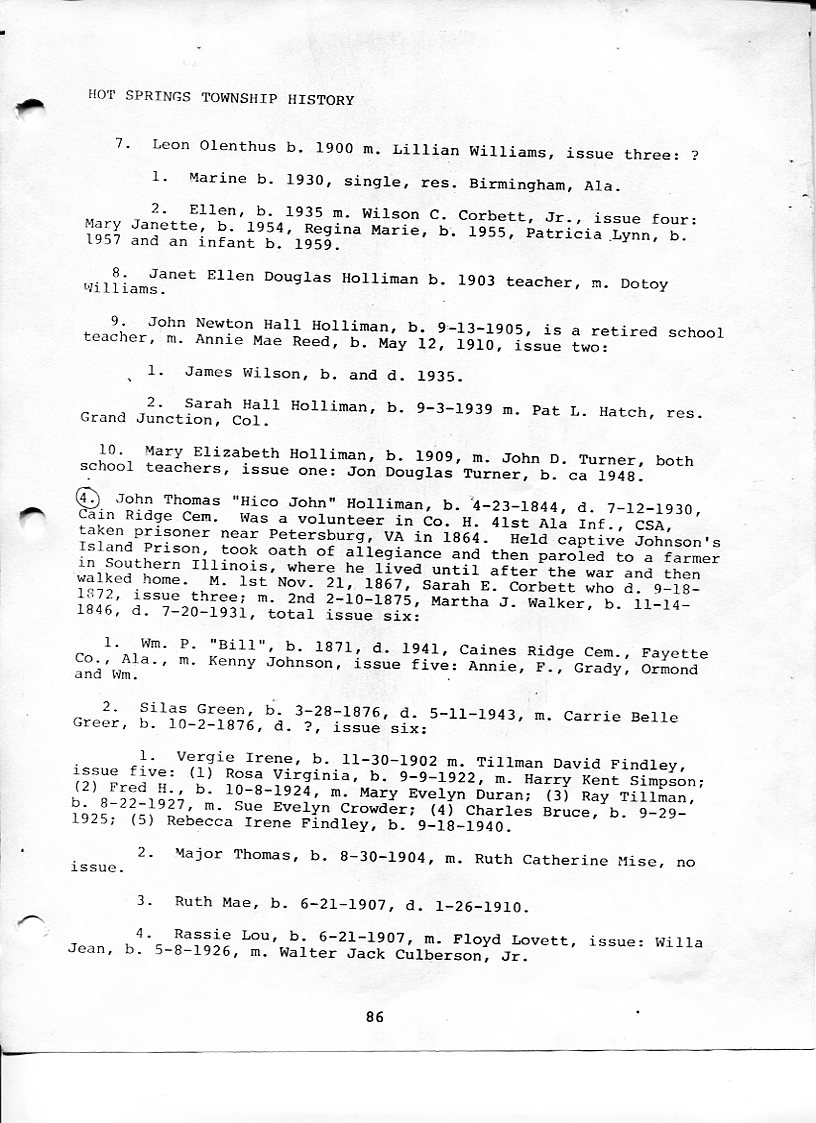 HOT SPRINGS TOWNSHIP HISTORY
7. Leon Olenthus b. 1900 m. Lillian Williams, issue three: ?
1. Marine b. 1930, single, res. Birmingham, Ala.
2. Ellen, b. 1935 m. Wilson C. Corbett, Jr., issue four:
Mary Janette, b. 1954, Regina Marie, b. 1955, Patricia Lynn, b.
1957 and an infant b. 1959.
8. Janet Ellen Douglas Holliman b. 1903 teacher, m. Dotoy
Williams.
9. John Newton Hall Holliman, b. 9-13-1905, is a retired school
teacher, m. Annie Mae Reed, b. May 12, 1910, issue two:
1. James Wilson, b. and d. 1935.
2. Sarah Hall Holliman, b. 9-3-1939 m. Pat L. Hatch, res.
Grand Junction, Col.
10. Mary Elizabeth Holliman, b. 1909, m. John D. Turner, both
school teachers, issue one: Jon Douglas Turner, b. ca 1948.
4. John Thomas "Hico John" Holliman, b. 4-23-1844, d. 7-12-1930,
Cain Ridge Cem. Was a volunteer in Co. H. 41st Ala Inf., CSA,
taken prisoner near Petersburg, VA in 1864. Held captive Johnson's
Island Prison, took oath of allegiance and then paroled to a farmer
in Southern Illinois, where he lived until after the war and then
walked home. M. 1st Nov. 21, 1867, Sarah E. Corbett who d. 9-18-
1872, issue three; m. 2nd 2-10-1875, Martha J. Walker, b. 11-14-
1846, d. 7-20-1931, total issue six:
1. Wm. P. "Bill", b. 1871, d. 1941, Caines Ridge Cem., Fayette
Co., Ala., m. Kenny Johnson, issue five: Annie, F., Grady, Ormond
and Wm.
2. Silas Green, b. 3-28-1876, d. 5-11-1943, m. Carrie Belle
Greer, b. 10-2-1876, d. ?, issue six:
1. Vergie Irene, b. 11-30-1902 m. Tillman David Findley,
issue five: (1) Rosa Virginia, b. 9-9-1922, m. Harry Kent Simpson;
(2) Fred H., b. 10-8-1924, m. Mary Evelyn Duran; (3) Ray Tillman,
b. 8-22-1927, m. Sue Evelyn Crowder; (4) Charles Bruce, b. 9-29-
1925; (5) Rebecca Irene Findley, b. 9-18-1940.
2. Major Thomas, b. 8-30-1904, m. Ruth Catherine Mise, no
issue.
3. Ruth Mae, b. 6-21-1907, d. 1-26-1910.
4. Rassie Lou, b. 6-21-1907, m. Floyd Lovett, issue: Willa
Jean, b. 5-8-1926, m. Walter Jack Culberson, Jr.
86